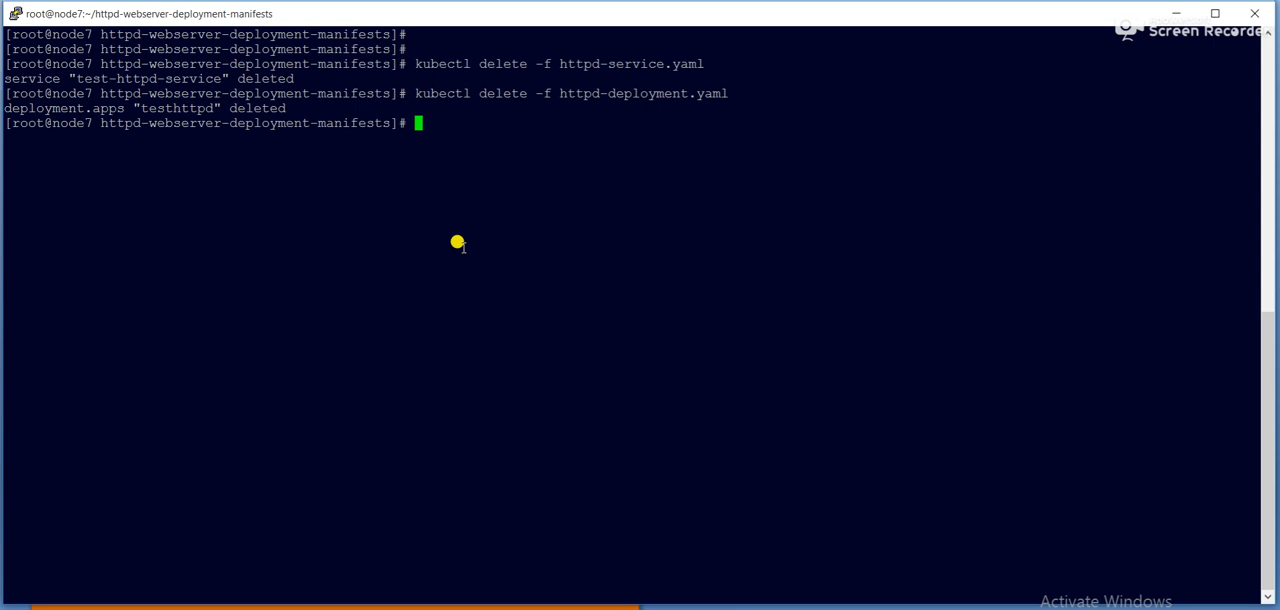 root@node7:~/httpd-webserver-deployment-manifests
[root@node7 httpd-webserver-deployment-manifests]#
[root@node7 httpd-webserver-deployment-manifests]#
[root@node7 httpd-webserver-deployment-manifests]# kubectl delete -f httpd-service.yaml
service "test-httpd-service" deleted
[root@node7 httpd-webserver-deployment-manifests]# kubectl delete -f httpd-deployment.yaml
deployment.apps "testhttpd" deleted
[root@node7 httpd-webserver-deployment-manifests]#
Screen Recorde
Activate Windows